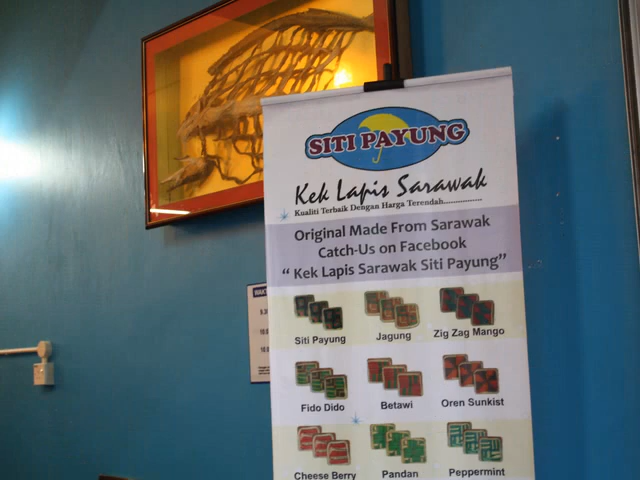 SITI PAYUNG
Kek Lapis Sarawak
Kualiti Terbaik Dengan Harga Terendah.................
Original Made From Sarawak
Catch-Us on Facebook
“ Kek Lapis Sarawak Siti Payung”
Siti Payung Jagung Zig Zag Mango
Fido Dido Betawi Oren Sunkist
Cheese Berry Pandan Peppermint